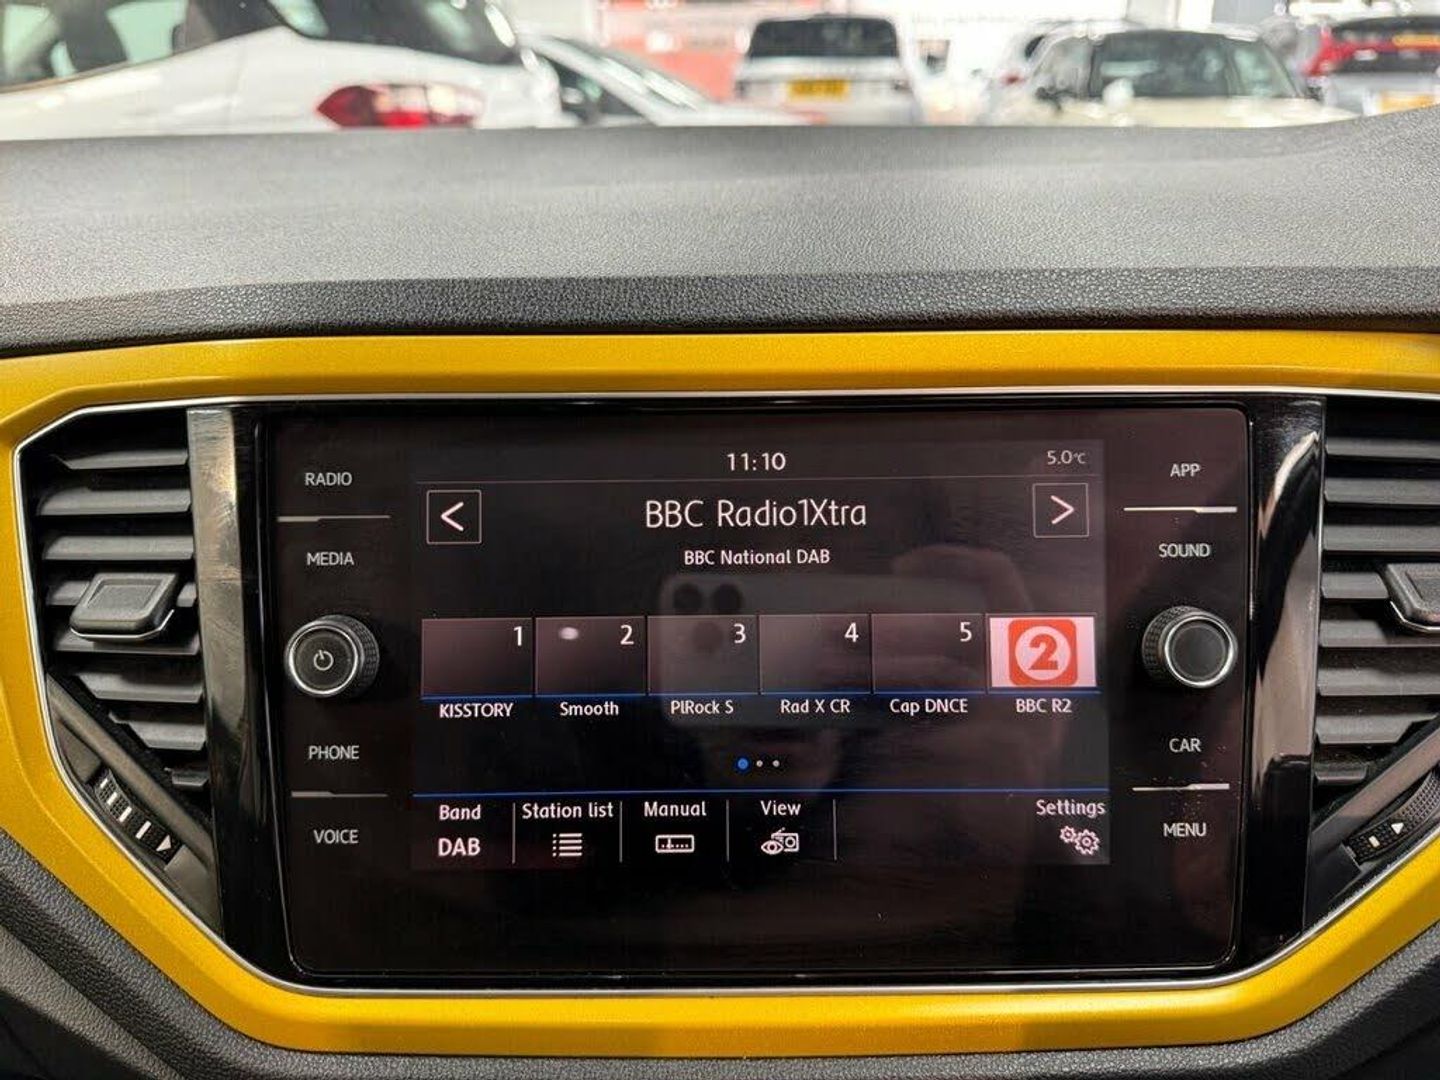 11:10
5.0°C
RADIO
APP
<
BBC Radio1Xtra
>
MEDIA
BBC National DAB
SOUND
1
2
3
4
5
2
KISSTORY
Smooth
PlRock S
Rad X CR
Cap DNCE
BBC R2
PHONE
CAR
Band
Station list
Manual
View
Settings
DAB
VOICE
MENU